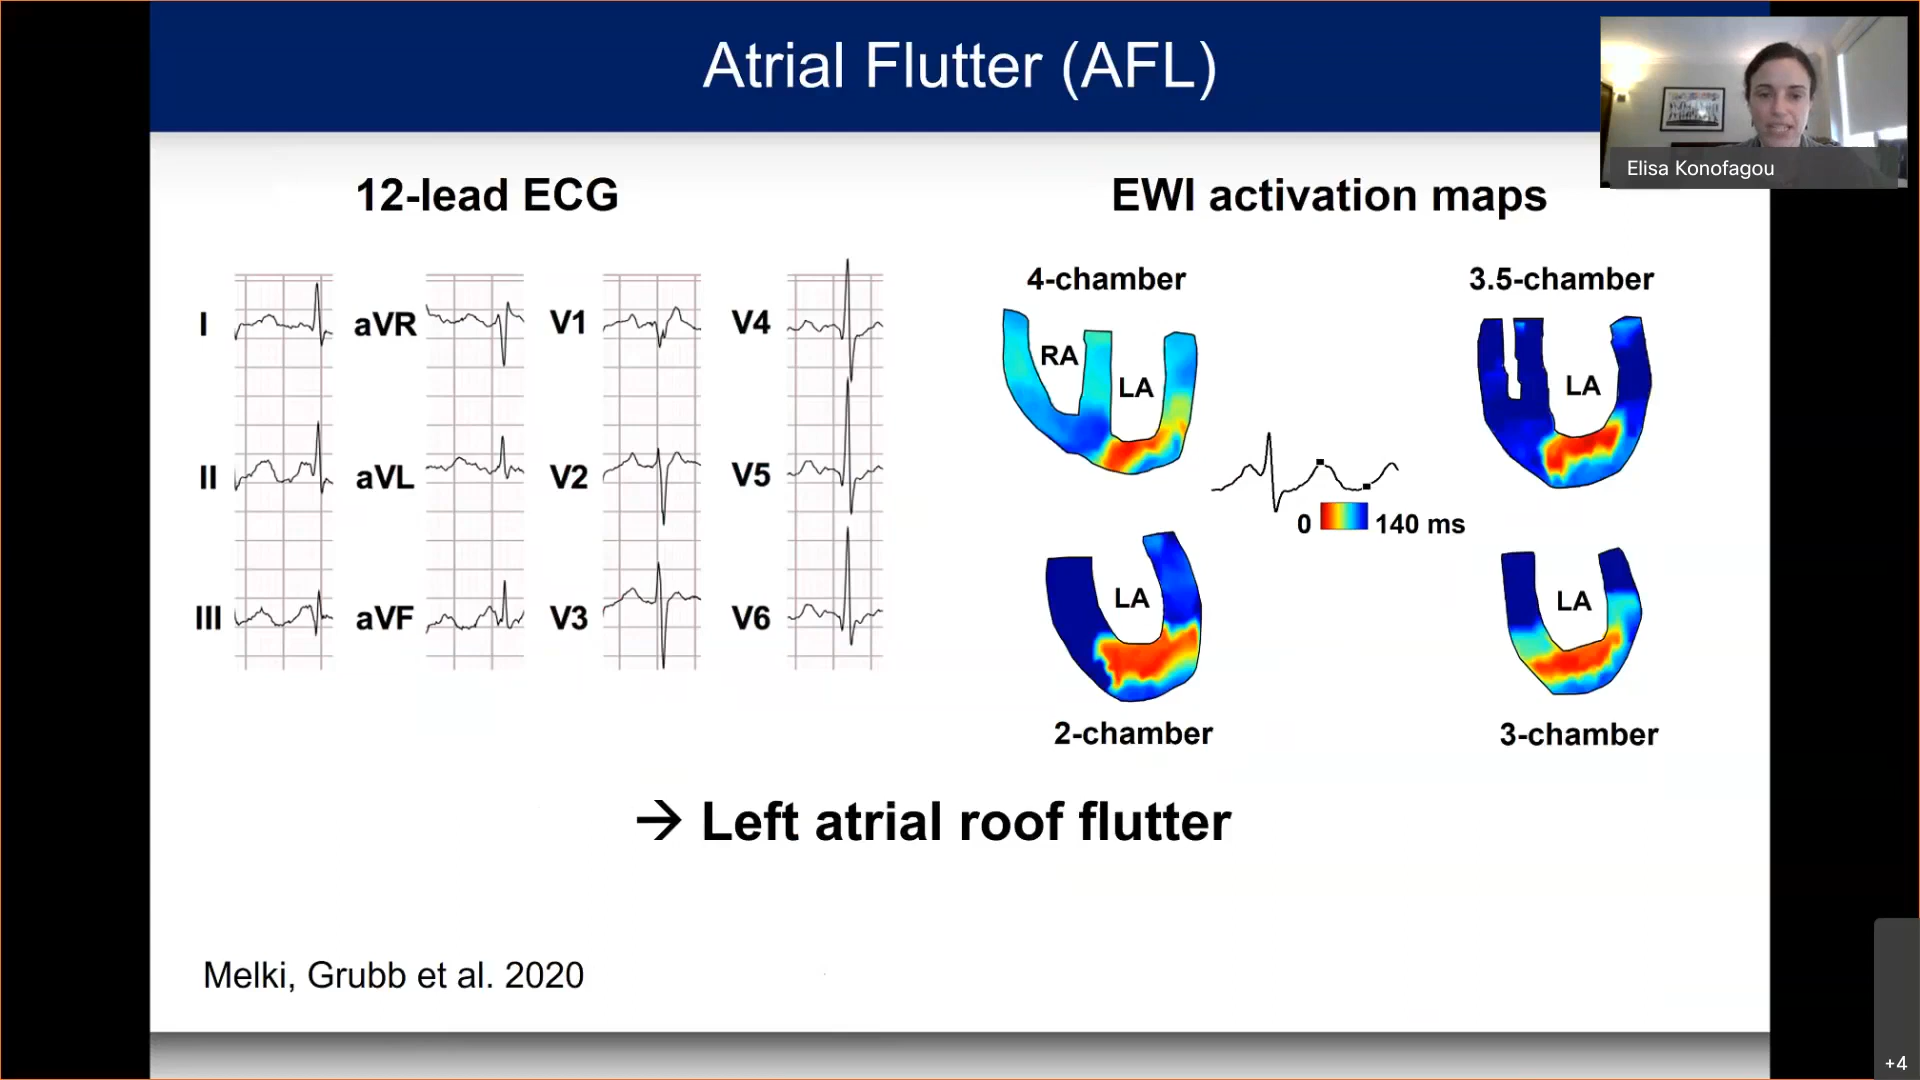 Atrial Flutter (AFL)
Elisa Konofagou
12-lead ECG
I
aVR
V1
V4
II
aVL
V2
V5
III
aVF
V3
V6
EWI activation maps
4-chamber
3.5-chamber
RA
LA
LA
0
140 ms
LA
LA
2-chamber
3-chamber
→ Left atrial roof flutter
Melki, Grubb et al. 2020
+4